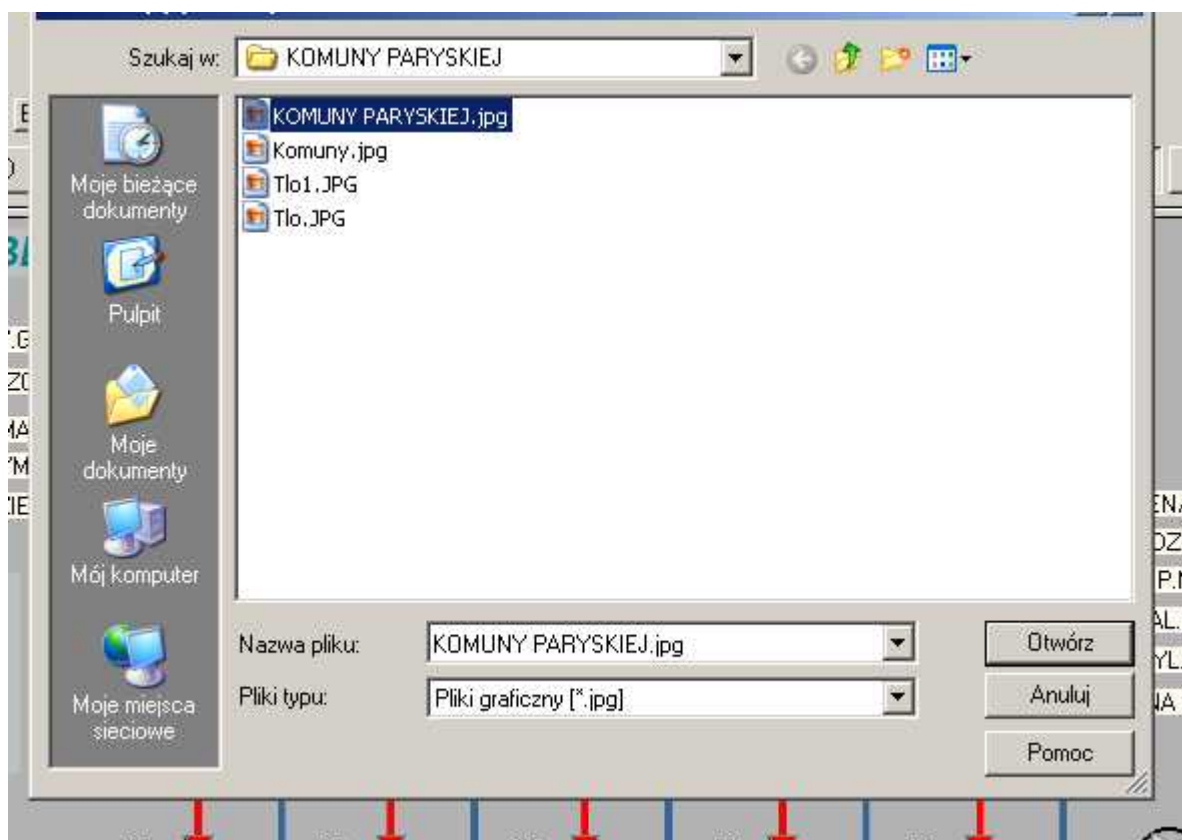 Szukaj w:
KOMUNY PARYSKIEJ
KOMUNY PARYSKIEJ.jpg
Komuny.jpg
Tlo1.JPG
Tlo.JPG
Moje bieżące
dokumenty
Pulpit
Moje
dokumenty
Mój komputer
Moje miejsca
sieciowe
Nazwa pliku:
KOMUNY PARYSKIEJ.jpg
Otwórz
Pliki typu:
Pliki graficzny [*.jpg]
Anuluj
Pomoc